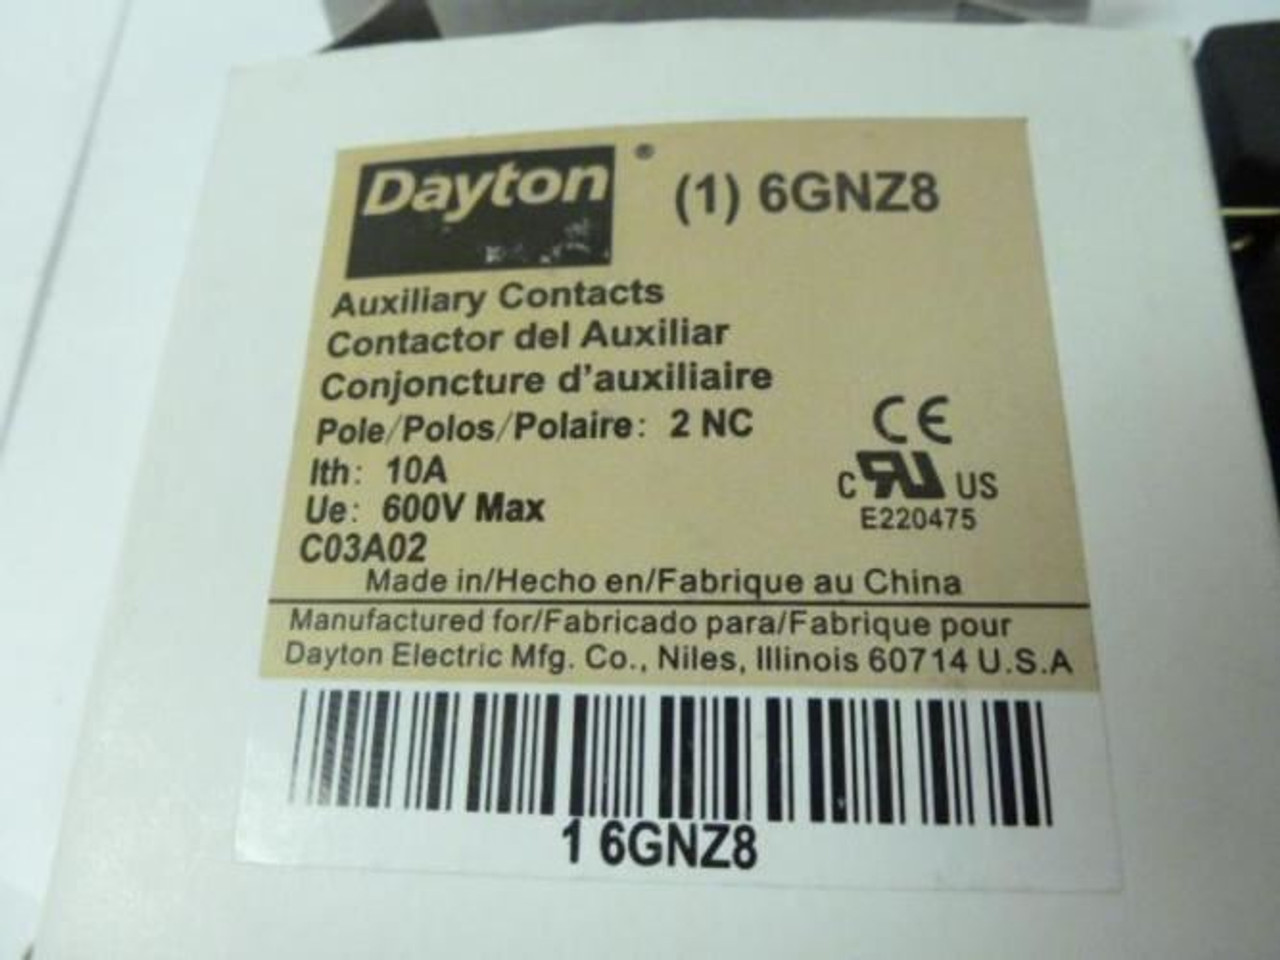 Dayton ® (1) 6GNZ8
Auxiliary Contacts
Contactor del Auxiliar
Conjoncture d'auxiliaire
Pole/Polos/Polaire: 2 NC
Ith: 10A
Ue: 600V Max
C03A02
CE
C RU US
E220475
Made in/Hecho en/Fabrique au China
Manufactured for/Fabricado para/Fabrique pour
Dayton Electric Mfg. Co., Niles, Illinois 60714 U.S.A
1 6GNZ8